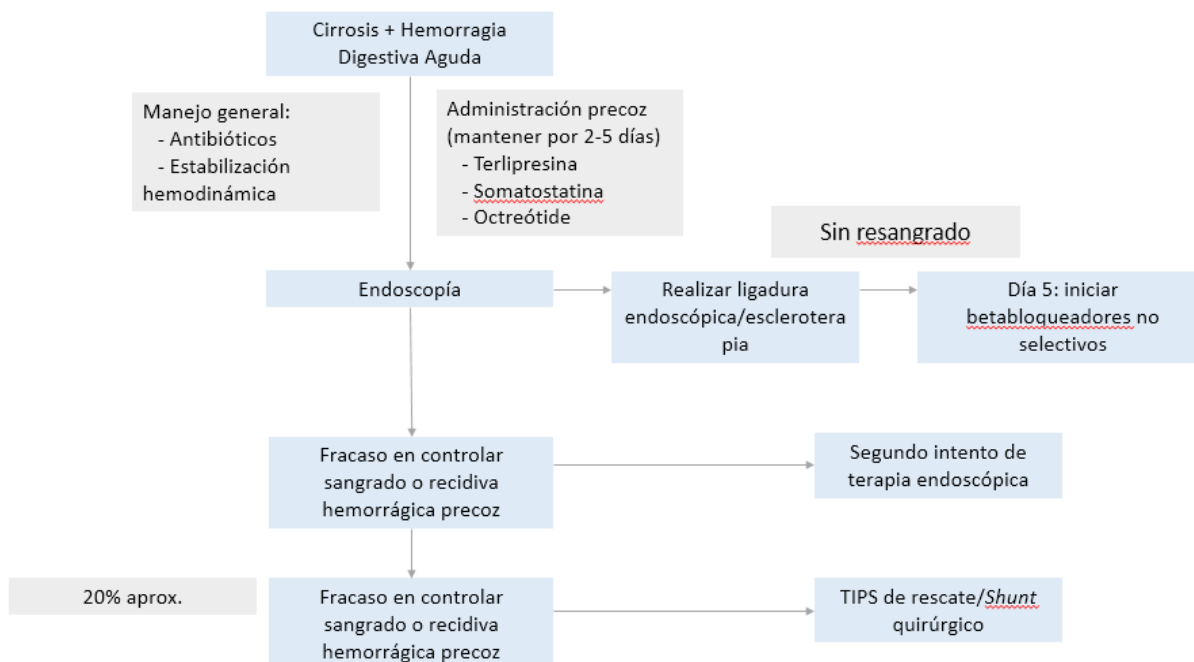 Cirrosis + Hemorragia
Digestiva Aguda
Manejo general:
- Antibióticos
- Estabilización
hemodinámica
Administración precoz
(mantener por 2-5 días)
- Terlipresina
- Somatostatina
- Octreótide
Sin resangrado
Endoscopía
Realizar ligadura
endoscópica/esclerotera
pia
Día 5: iniciar
betabloqueadores no
selectivos
Fracaso en controlar
sangrado o recidiva
hemorrágica precoz
Segundo intento de
terapia endoscópica
20% aprox.
Fracaso en controlar
sangrado o recidiva
hemorrágica precoz
TIPS de rescate/Shunt
quirúrgico